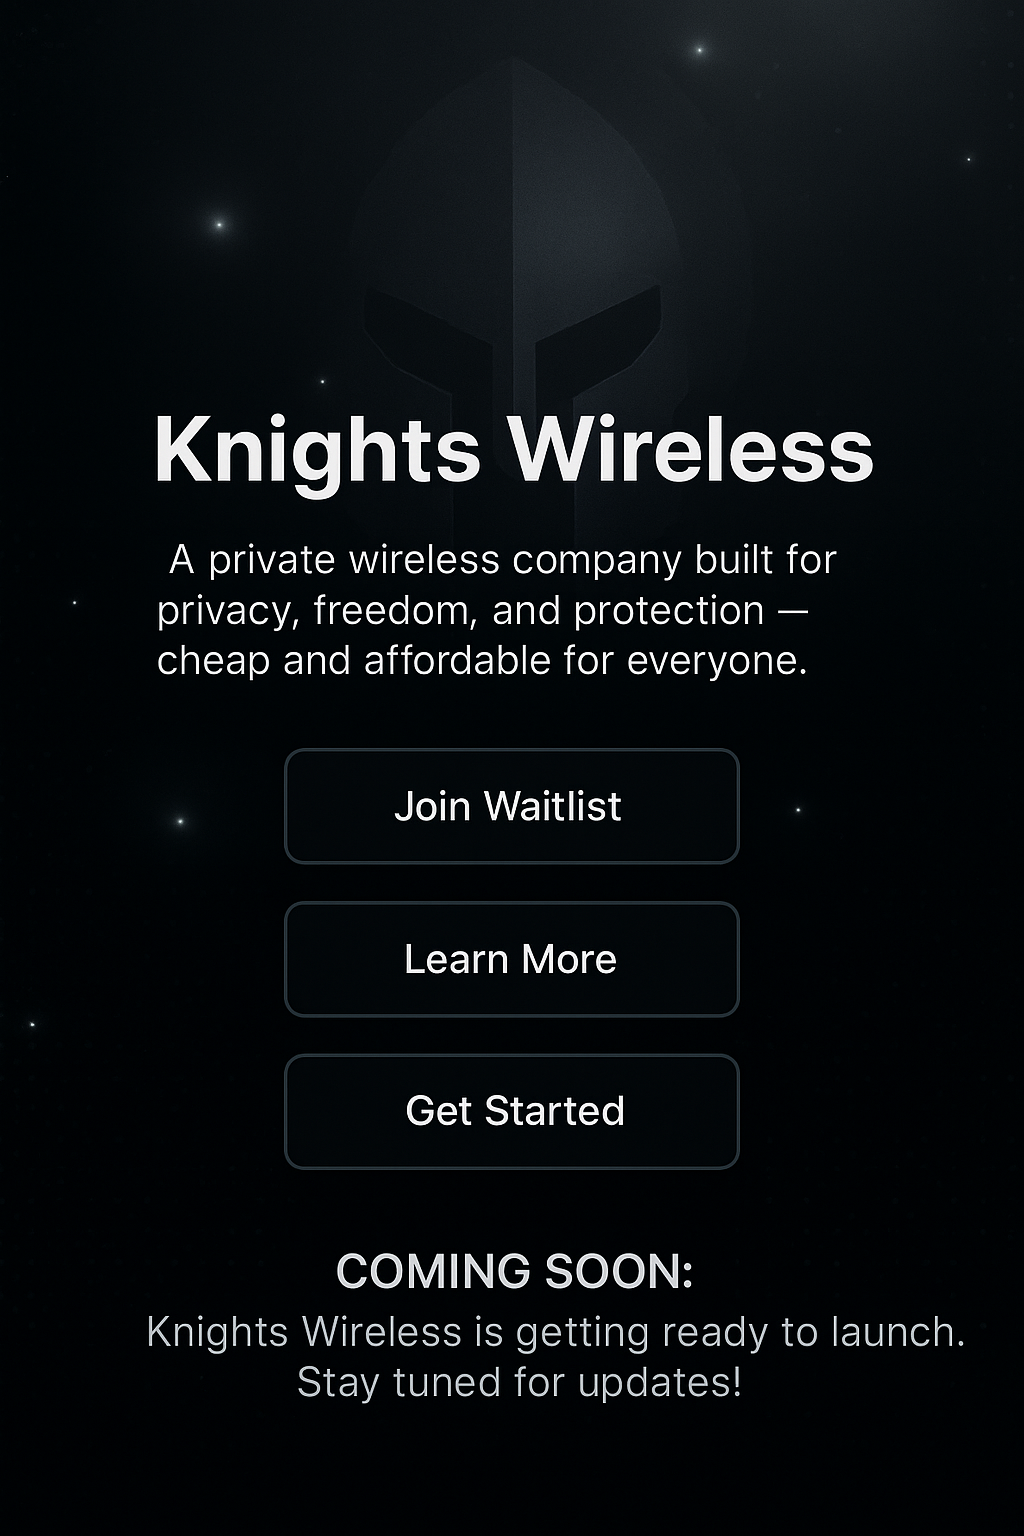 Knights Wireless
A private wireless company built for
privacy, freedom, and protection —
cheap and affordable for everyone.
Join Waitlist
Learn More
Get Started
COMING SOON:
Knights Wireless is getting ready to launch.
Stay tuned for updates!